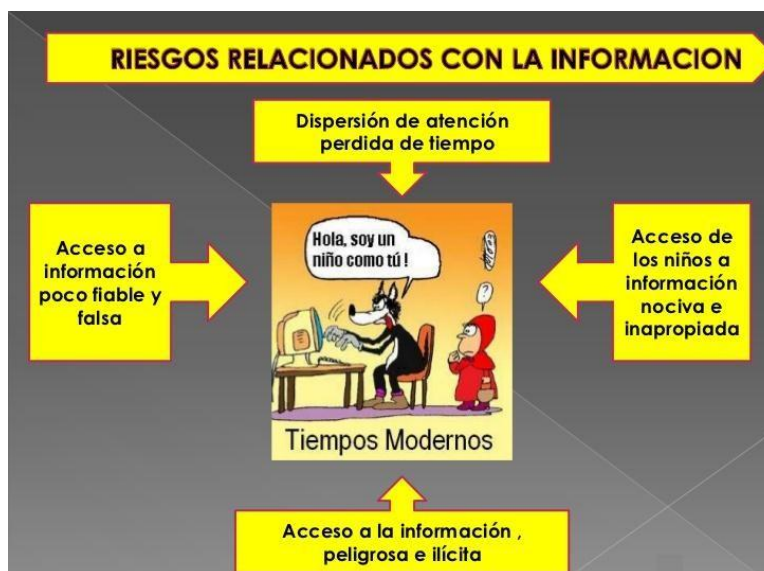 RIESGOS RELACIONADOS CON LA INFORMACION
Dispersión de atención
perdida de tiempo
Acceso a
información
poco fiable y
falsa
Hola, soy un
niño como tú !
?
Acceso de
los niños a
información
nociva e
inapropiada
Tiempos Modernos
Acceso a la información ,
peligrosa e ilícita